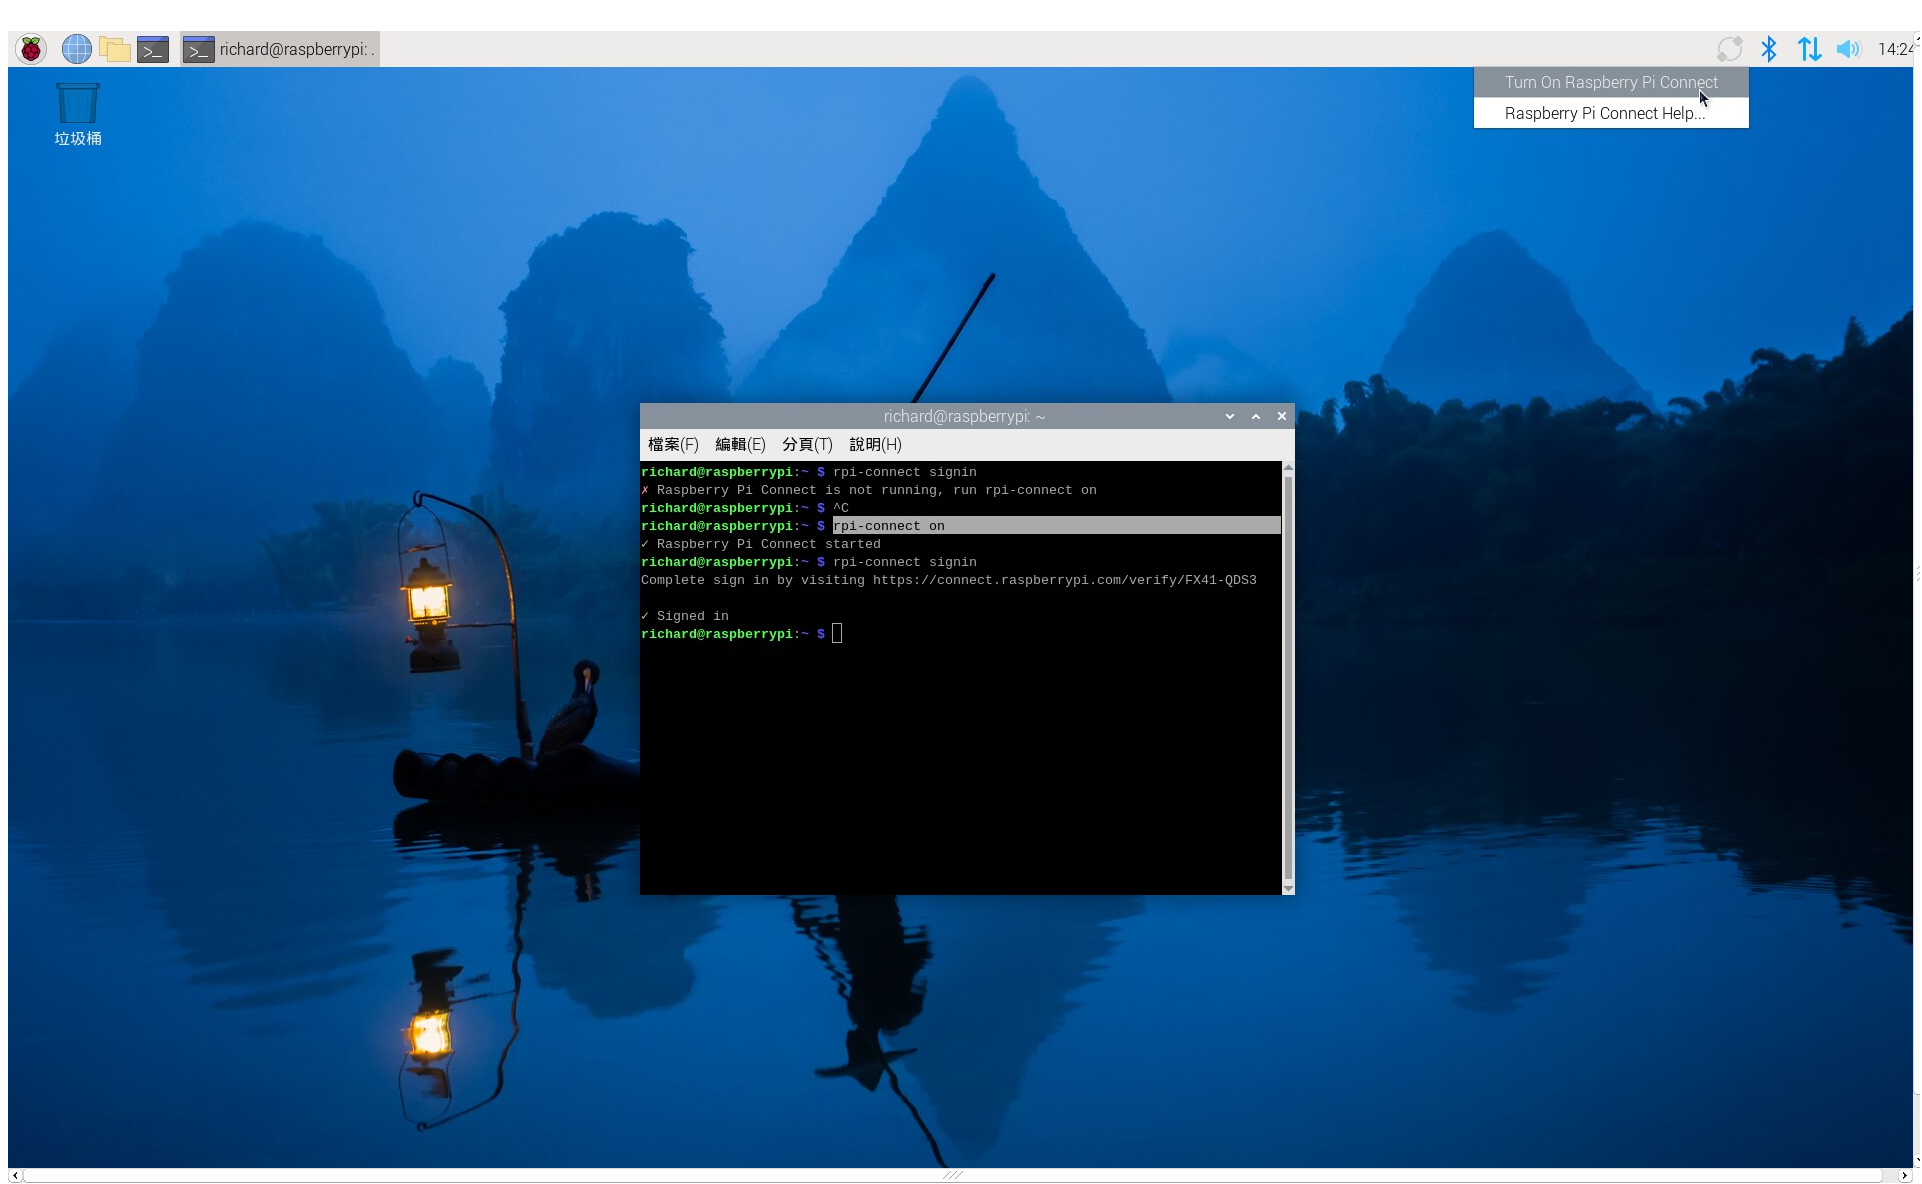 richard@raspberrypi: .
14:24
Turn On Raspberry Pi Connect
Raspberry Pi Connect Help...
垃圾桶
richard@raspberrypi: ~
檔案(F) 編輯(E) 分頁(T) 說明(H)
richard@raspberrypi:~ $ rpi-connect signin
✗ Raspberry Pi Connect is not running, run rpi-connect on
richard@raspberrypi:~ $ ^C
richard@raspberrypi:~ $ rpi-connect on
✓ Raspberry Pi Connect started
richard@raspberrypi:~ $ rpi-connect signin
Complete sign in by visiting https://connect.raspberrypi.com/verify/FX41-QDS3
✓ Signed in
richard@raspberrypi:~ $